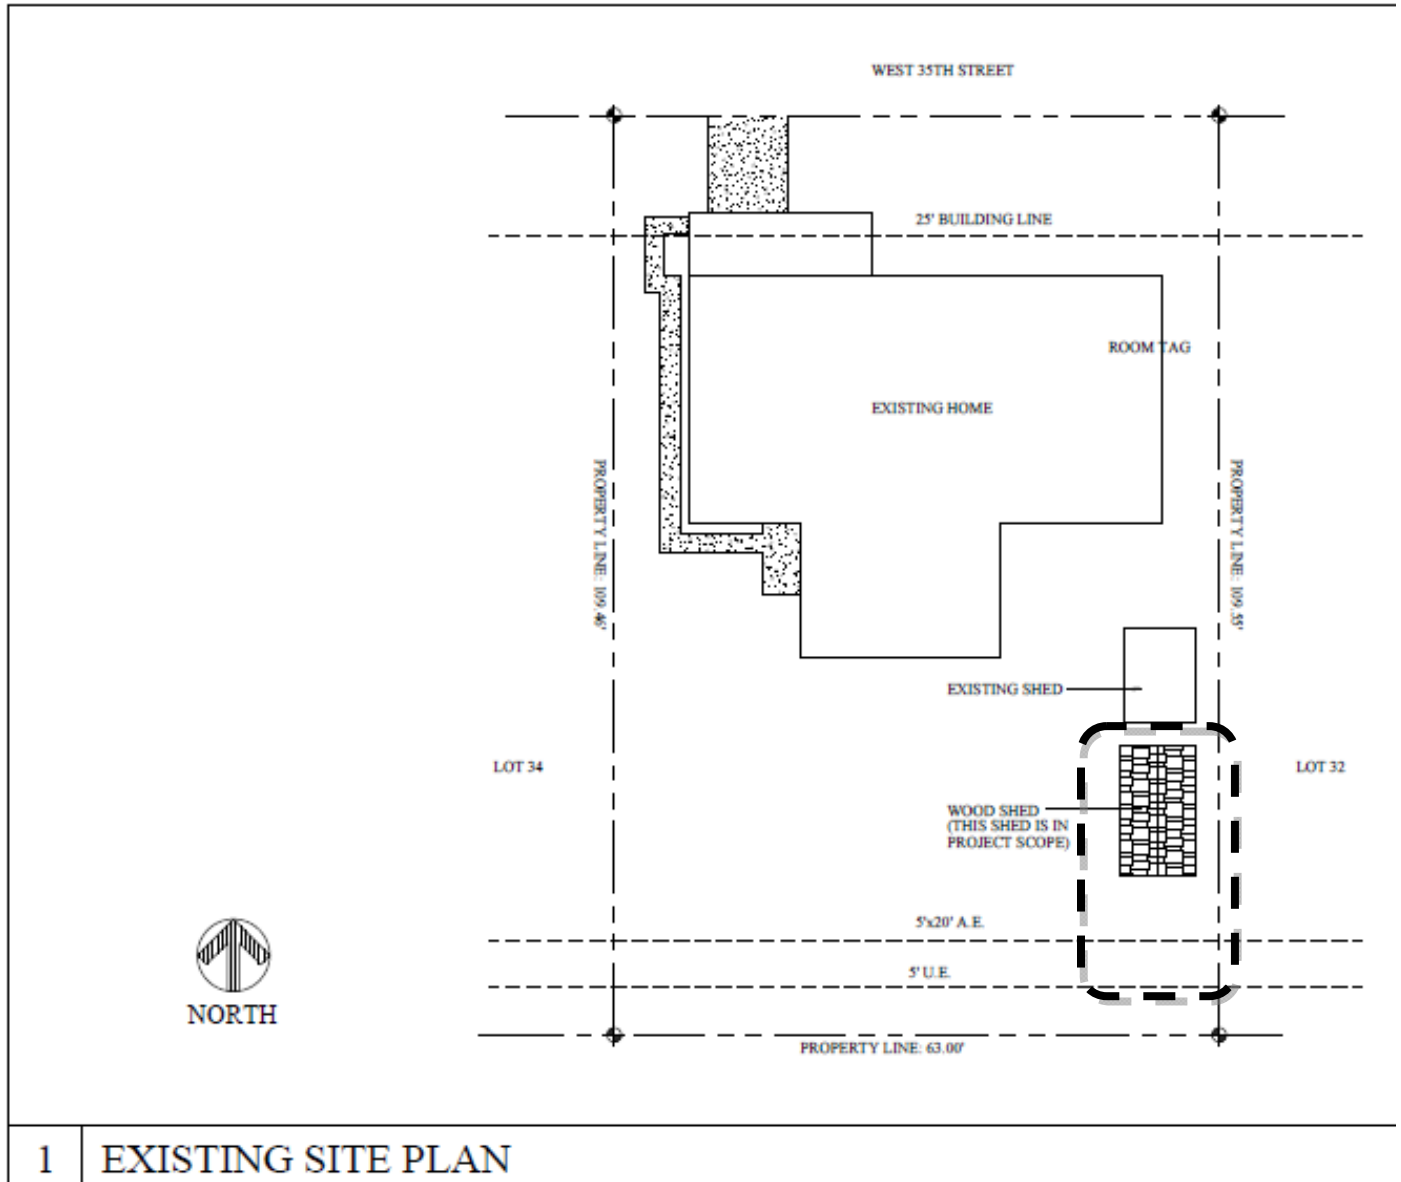 WEST 35TH STREET
25' BUILDING LINE
ROOM TAG
EXISTING HOME
PROPERTY LINE: 109.46'
PROPERTY LINE: 109.55'
EXISTING SHED
LOT 34
LOT 32
WOOD SHED
(THIS SHED IS IN
PROJECT SCOPE)
5'x20' A.E.
5' U.E.
NORTH
PROPERTY LINE: 63.00'
1 EXISTING SITE PLAN